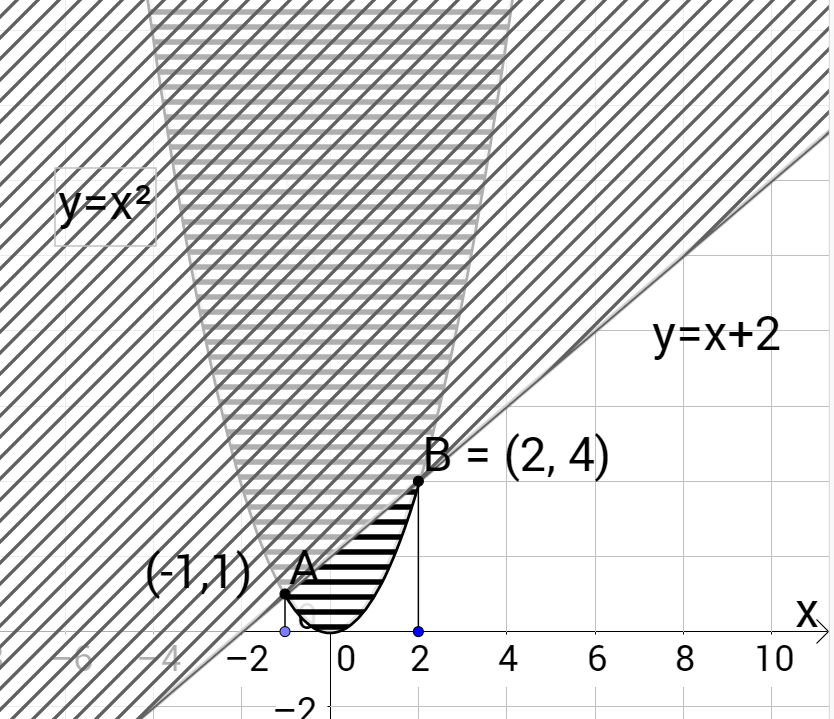 y=x²
y=x+2
B = (2, 4)
(-1,1) A
x
−6 −4 −2 0 2 4 6 8 10
−2